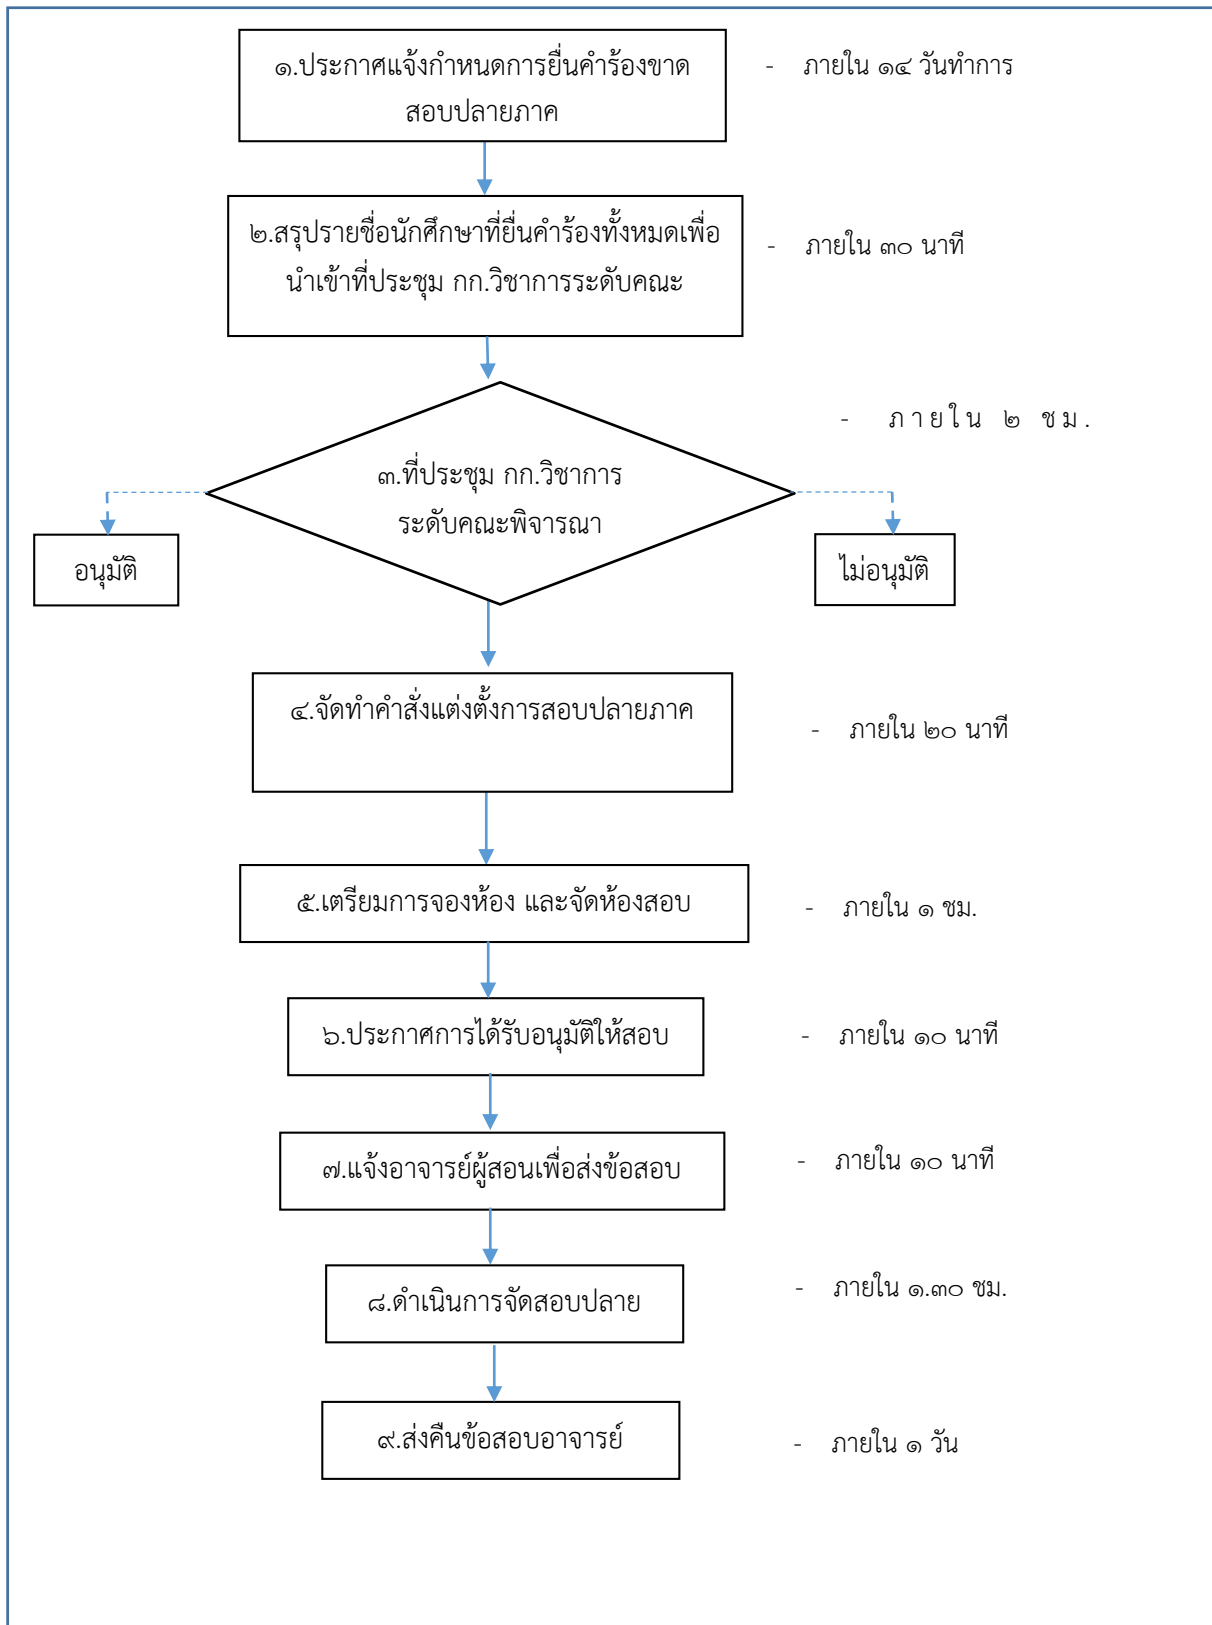 ๑.ประกาศแจ้งกำหนดการยื่นคำร้องขาด
สอบปลายภาค
- ภายใน ๑๔ วันทำการ
๒.สรุปรายชื่อนักศึกษาที่ยื่นคำร้องทั้งหมดเพื่อ
นำเข้าที่ประชุม กก.วิชาการระดับคณะ
- ภายใน ๓๐ นาที
- ภายใน ๒ ชม.
๓.ที่ประชุม กก.วิชาการ
ระดับคณะพิจารณา
อนุมัติ
ไม่อนุมัติ
๔.จัดทำคำสั่งแต่งตั้งการสอบปลายภาค
- ภายใน ๒๐ นาที
๕.เตรียมการจองห้อง และจัดห้องสอบ
- ภายใน ๑ ชม.
๖.ประกาศการได้รับอนุมัติให้สอบ
- ภายใน ๑๐ นาที
๗.แจ้งอาจารย์ผู้สอนเพื่อส่งข้อสอบ
- ภายใน ๑๐ นาที
๘.ดำเนินการจัดสอบปลาย
- ภายใน ๑.๓๐ ชม.
๙.ส่งคืนข้อสอบอาจารย์
- ภายใน ๑ วัน